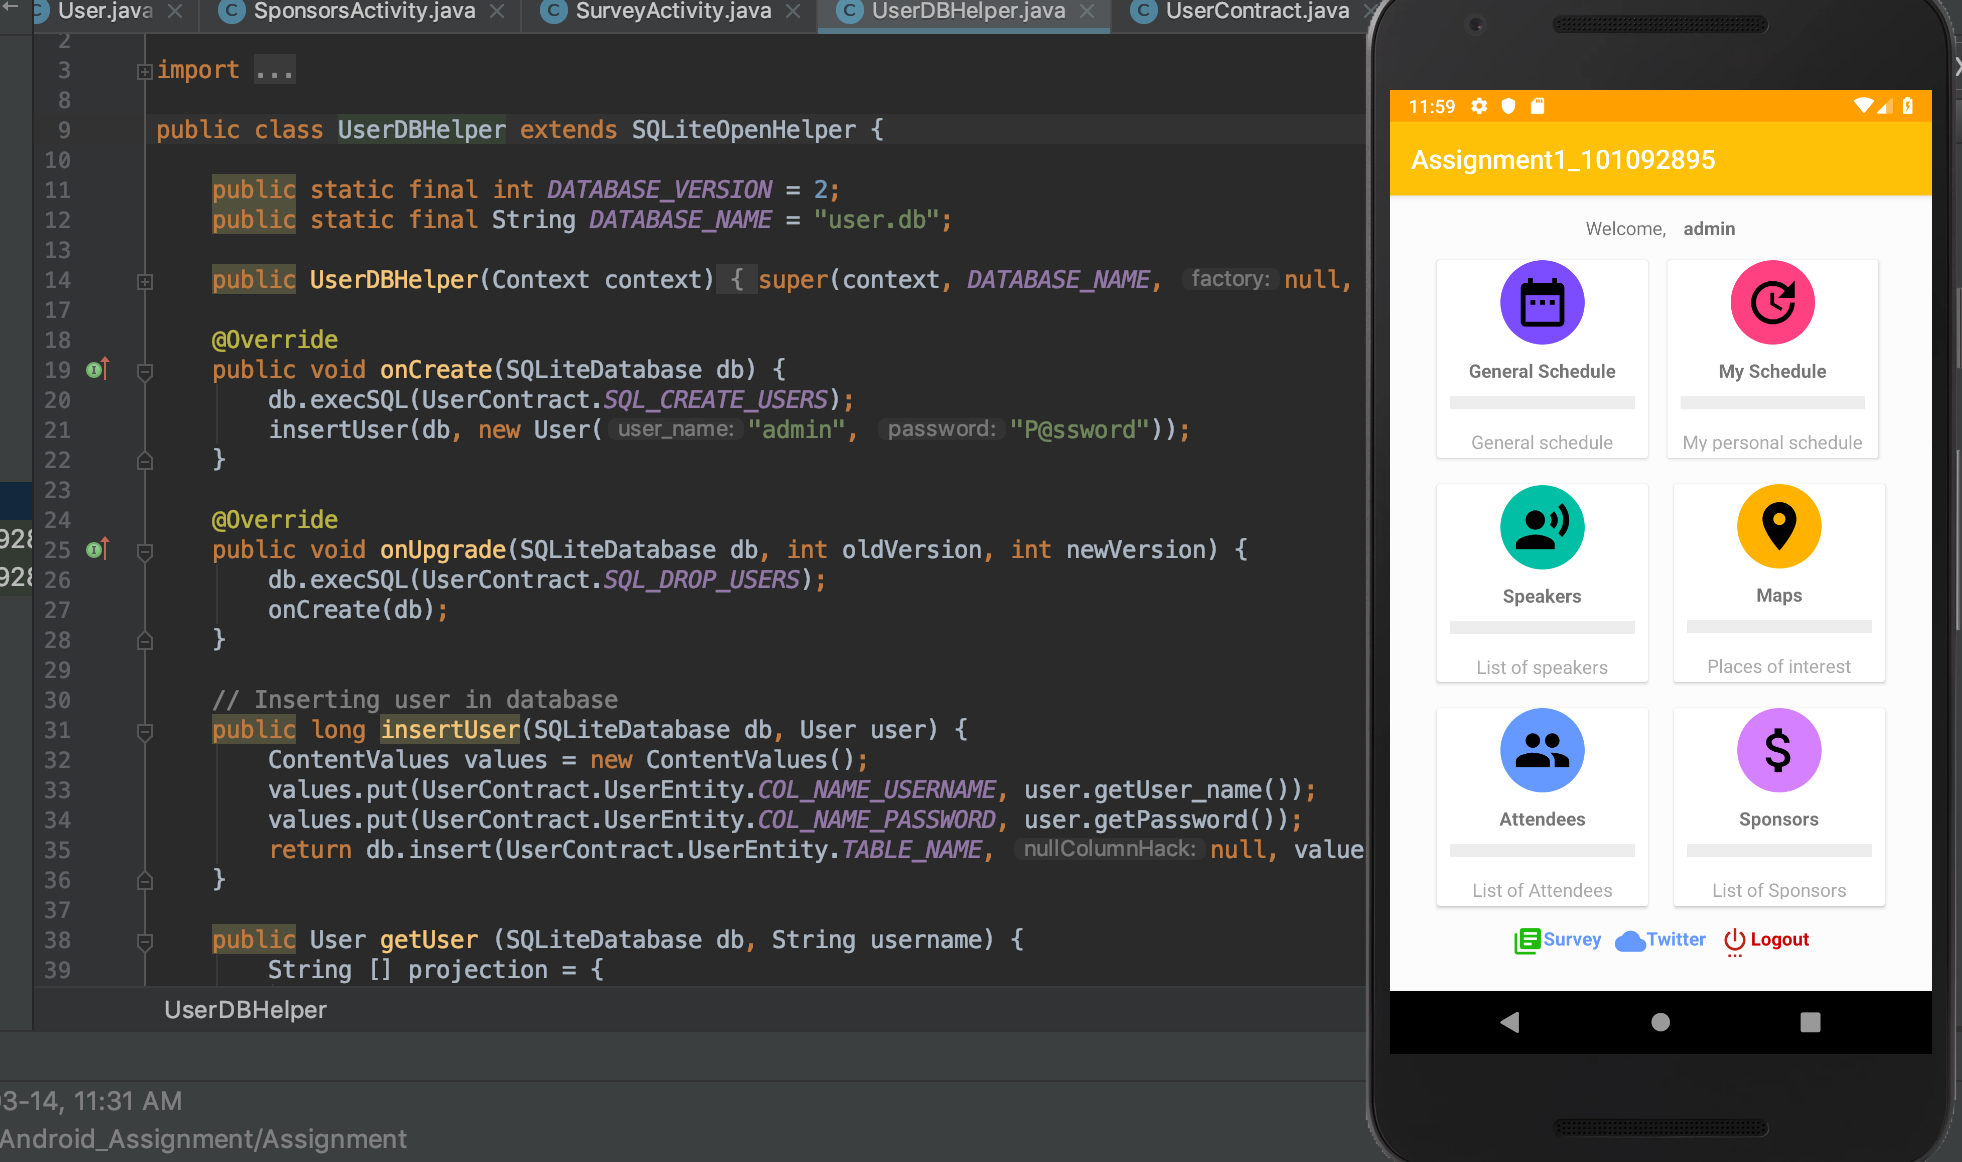 User.java
SponsorsActivity.java
SurveyActivity.java
UserDBHelper.java
UserContract.java
2
3 import ...
8
9 public class UserDBHelper extends SQLiteOpenHelper {
10
11 public static final int DATABASE_VERSION = 2;
12 public static final String DATABASE_NAME = "user.db";
13
14 public UserDBHelper(Context context) { super(context, DATABASE_NAME, factory: null,
17
18 @Override
19 public void onCreate(SQLiteDatabase db) {
20 db.execSQL(UserContract.SQL_CREATE_USERS);
21 insertUser(db, new User( user_name: "admin", password: "P@ssword"));
22 }
23
24 @Override
25 public void onUpgrade(SQLiteDatabase db, int oldVersion, int newVersion) {
26 db.execSQL(UserContract.SQL_DROP_USERS);
27 onCreate(db);
28 }
29
30 // Inserting user in database
31 public long insertUser(SQLiteDatabase db, User user) {
32 ContentValues values = new ContentValues();
33 values.put(UserContract.UserEntity.COL_NAME_USERNAME, user.getUser_name());
34 values.put(UserContract.UserEntity.COL_NAME_PASSWORD, user.getPassword());
35 return db.insert(UserContract.UserEntity.TABLE_NAME, nullColumnHack: null, value
36 }
37
38 public User getUser (SQLiteDatabase db, String username) {
39 String [] projection = {
UserDBHelper
928
928
03-14, 11:31 AM
Android_Assignment/Assignment
11:59
Assignment1_101092895
Welcome, admin
General Schedule
General schedule
My Schedule
My personal schedule
Speakers
List of speakers
Maps
Places of interest
Attendees
List of Attendees
Sponsors
List of Sponsors
Survey Twitter Logout